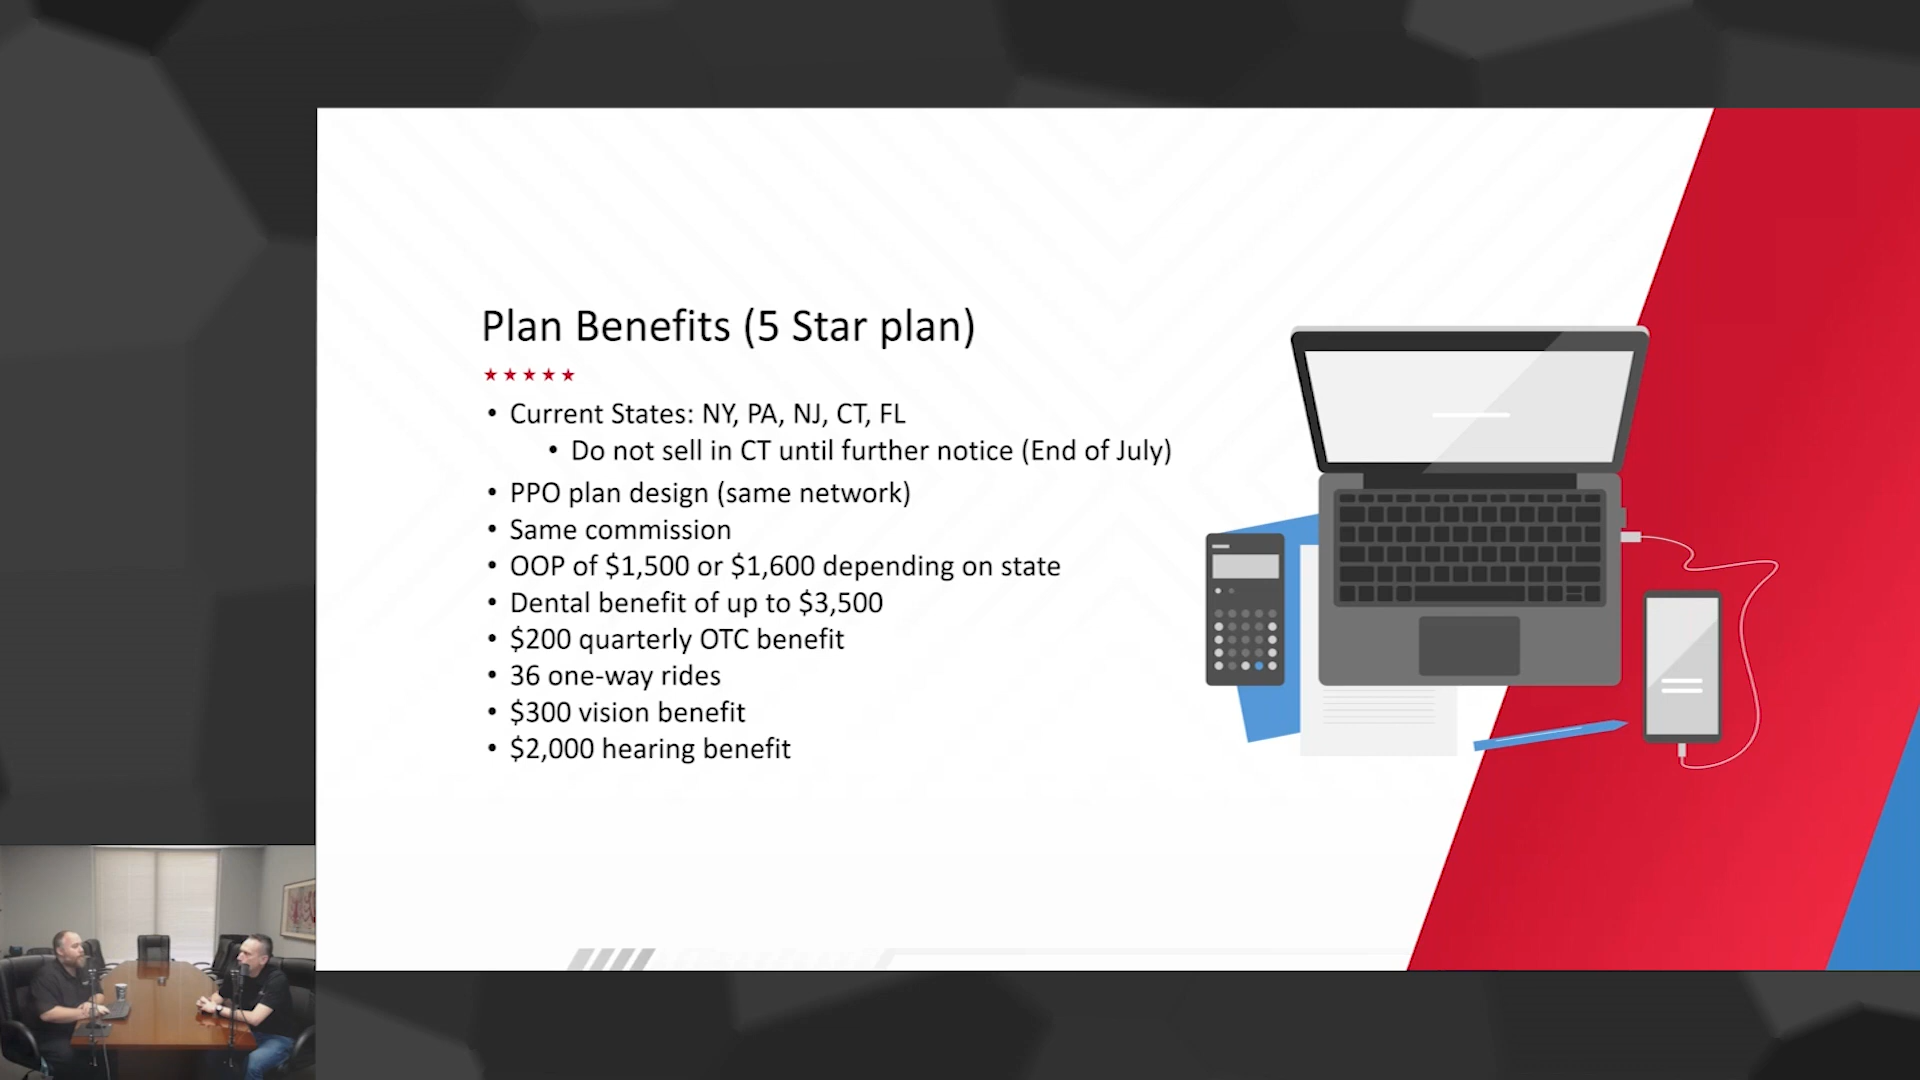 Plan Benefits (5 Star plan)
• Current States: NY, PA, NJ, CT, FL
• Do not sell in CT until further notice (End of July)
• PPO plan design (same network)
• Same commission
• OOP of $1,500 or $1,600 depending on state
• Dental benefit of up to $3,500
• $200 quarterly OTC benefit
• 36 one-way rides
• $300 vision benefit
• $2,000 hearing benefit